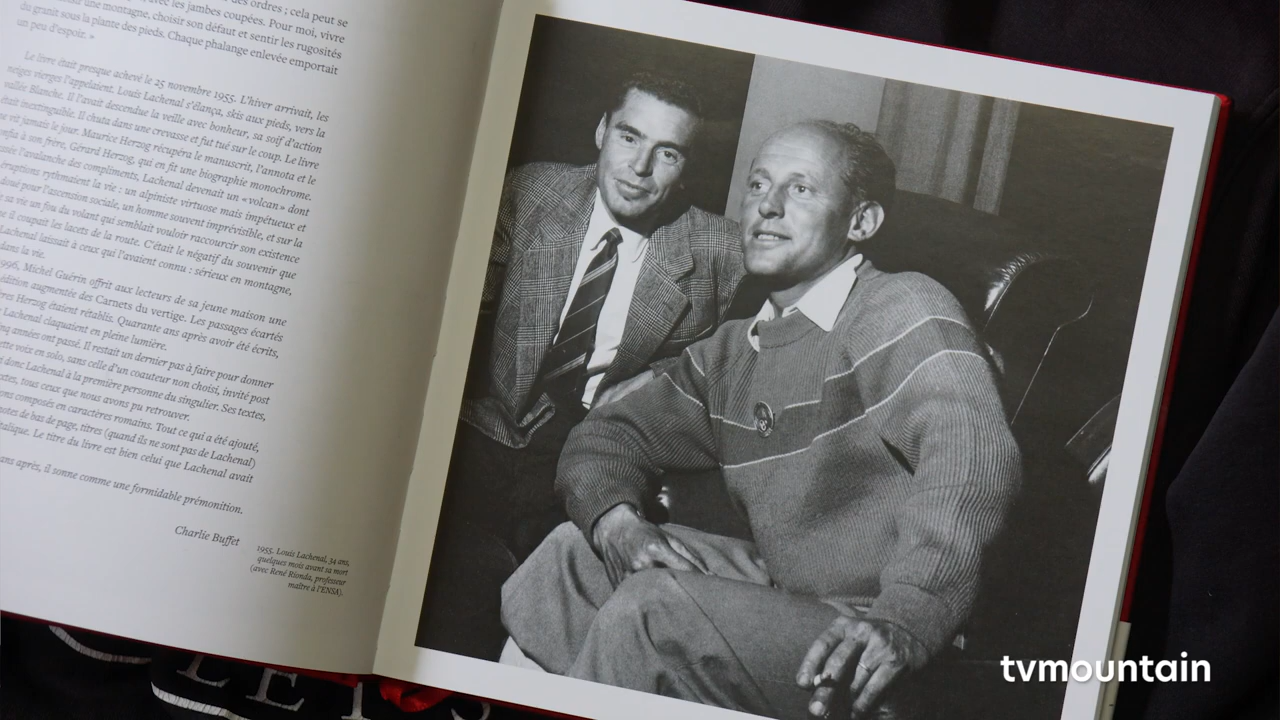 des ordres ; cela peut se
avec les jambes coupées. Pour moi, vivre
une montagne, choisir son défaut et sentir les rugosités
du granit sous la plante des pieds. Chaque phalange enlevée emportait
un peu d'espoir. »
Le livre était presque achevé le 25 novembre 1955. L'hiver arrivait, les
neiges vierges l'appelaient. Louis Lachenal s'élança, skis aux pieds, vers la
vallée Blanche. Il l'avait descendue la veille avec bonheur, sa soif d'action
était inextinguible. Il chuta dans une crevasse et fut tué sur le coup. Le livre
ne vit jamais le jour. Maurice Herzog récupéra le manuscrit, l'annota et le
confia à son frère, Gérard Herzog, qui en fit une biographie monochrome.
l'avalanche des compliments, Lachenal devenait un « volcan » dont
éruptions rythmaient la vie : un alpiniste virtuose mais impétueux et
doué pour l'ascension sociale, un homme souvent imprévisible, et sur la
sa vie un fou du volant qui semblait vouloir raccourcir son existence
il coupait les lacets de la route. C'était le négatif du souvenir que
Lachenal laissait à ceux qui l'avaient connu : sérieux en montagne,
dans la vie.
1996, Michel Guérin offrit aux lecteurs de sa jeune maison une
édition augmentée des Carnets du vertige. Les passages écartés
Herzog étaient rétablis. Quarante ans après avoir été écrits,
Lachenal claquaient en pleine lumière.
années ont passé. Il restait un dernier pas à faire pour donner
cette voix en solo, sans celle d'un coauteur non choisi, invité post
donc Lachenal à la première personne du singulier. Ses textes,
textes, tous ceux que nous avons pu retrouver.
composés en caractères romains. Tout ce qui a été ajouté,
notes de bas de page, titres (quand ils ne sont pas de Lachenal)
italique. Le titre du livre est bien celui que Lachenal avait
ans après, il sonne comme une formidable prémonition.
Charlie Buffet
1955. Louis Lachenal, 34 ans,
quelques mois avant sa mort
(avec René Rionda, professeur
maître à l'ENSA).
tvmountain